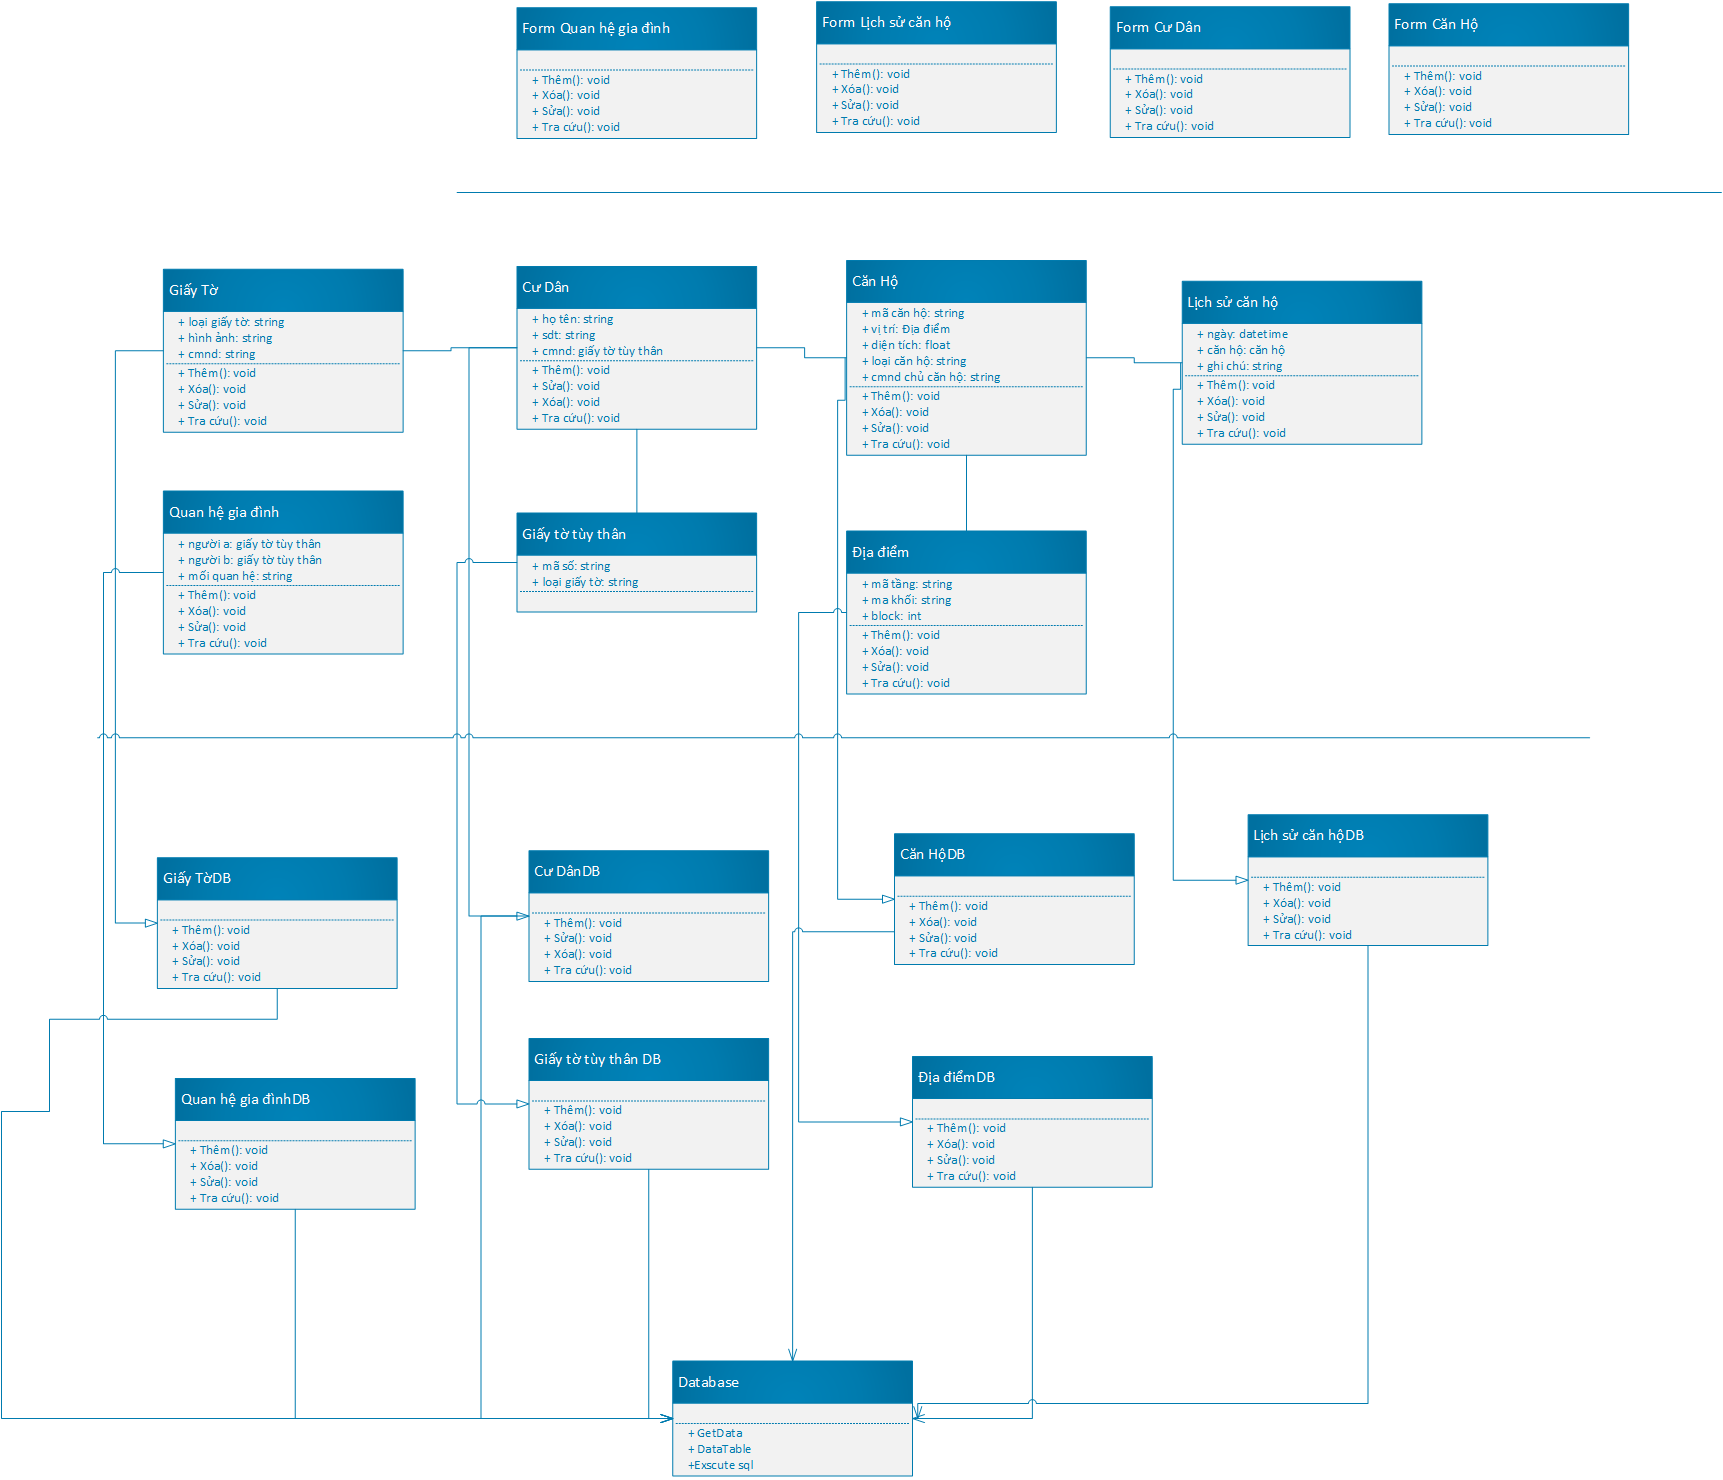 Form Quan hệ gia đình
+ Thêm(): void
+ Xóa(): void
+ Sửa(): void
+ Tra cứu(): void
Form Lịch sử căn hộ
+ Thêm(): void
+ Xóa(): void
+ Sửa(): void
+ Tra cứu(): void
Form Cư Dân
+ Thêm(): void
+ Xóa(): void
+ Sửa(): void
+ Tra cứu(): void
Form Căn Hộ
+ Thêm(): void
+ Xóa(): void
+ Sửa(): void
+ Tra cứu(): void
Giấy Tờ
+ loại giấy tờ: string
+ hình ảnh: string
+ cmnd: string
+ Thêm(): void
+ Xóa(): void
+ Sửa(): void
+ Tra cứu(): void
Cư Dân
+ họ tên: string
+ sdt: string
+ cmnd: giấy tờ tùy thân
+ Thêm(): void
+ Sửa(): void
+ Xóa(): void
+ Tra cứu(): void
Căn Hộ
+ mã căn hộ: string
+ vị trí: Địa điểm
+ diện tích: float
+ loại căn hộ: string
+ cmnd chủ căn hộ: string
+ Thêm(): void
+ Xóa(): void
+ Sửa(): void
+ Tra cứu(): void
Lịch sử căn hộ
+ ngày: datetime
+ căn hộ: căn hộ
+ ghi chú: string
+ Thêm(): void
+ Xóa(): void
+ Sửa(): void
+ Tra cứu(): void
Quan hệ gia đình
+ người a: giấy tờ tùy thân
+ người b: giấy tờ tùy thân
+ mối quan hệ: string
+ Thêm(): void
+ Xóa(): void
+ Sửa(): void
+ Tra cứu(): void
Giấy tờ tùy thân
+ mã số: string
+ loại giấy tờ: string
Địa điểm
+ mã tầng: string
+ ma khối: string
+ block: int
+ Thêm(): void
+ Xóa(): void
+ Sửa(): void
+ Tra cứu(): void
Giấy TờDB
+ Thêm(): void
+ Xóa(): void
+ Sửa(): void
+ Tra cứu(): void
Cư DânDB
+ Thêm(): void
+ Sửa(): void
+ Xóa(): void
+ Tra cứu(): void
Căn HộDB
+ Thêm(): void
+ Xóa(): void
+ Sửa(): void
+ Tra cứu(): void
Lịch sử căn hộDB
+ Thêm(): void
+ Xóa(): void
+ Sửa(): void
+ Tra cứu(): void
Quan hệ gia đìnhDB
+ Thêm(): void
+ Xóa(): void
+ Sửa(): void
+ Tra cứu(): void
Giấy tờ tùy thân DB
+ Thêm(): void
+ Xóa(): void
+ Sửa(): void
+ Tra cứu(): void
Địa điểmDB
+ Thêm(): void
+ Xóa(): void
+ Sửa(): void
+ Tra cứu(): void
Database
+ GetData
+ DataTable
+Exscute sql